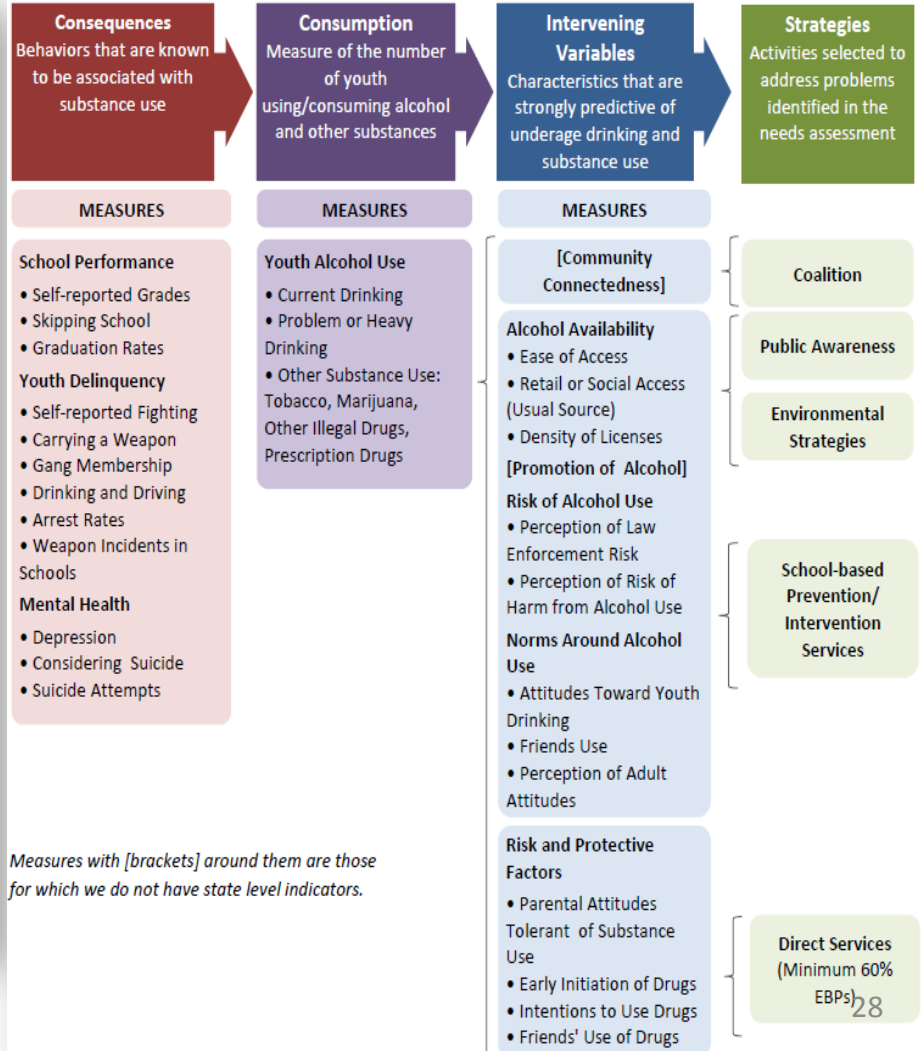 Consequences
Behaviors that are known
to be associated with
substance use
Consumption
Measure of the number
of youth
using/consuming alcohol
and other substances
Intervening
Variables
Characteristics that are
strongly predictive of
underage drinking and
substance use
Strategies
Activities selected to
address problems
identified in the
needs assessment
MEASURES
School Performance
• Self-reported Grades
• Skipping School
• Graduation Rates
Youth Delinquency
• Self-reported Fighting
• Carrying a Weapon
• Gang Membership
• Drinking and Driving
• Arrest Rates
• Weapon Incidents in
Schools
Mental Health
• Depression
• Considering Suicide
• Suicide Attempts
MEASURES
Youth Alcohol Use
• Current Drinking
• Problem or Heavy
Drinking
• Other Substance Use:
Tobacco, Marijuana,
Other Illegal Drugs,
Prescription Drugs
MEASURES
[Community
Connectedness]
Alcohol Availability
• Ease of Access
• Retail or Social Access
(Usual Source)
• Density of Licenses
[Promotion of Alcohol]
Risk of Alcohol Use
• Perception of Law
Enforcement Risk
• Perception of Risk of
Harm from Alcohol Use
Norms Around Alcohol
Use
• Attitudes Toward Youth
Drinking
• Friends Use
• Perception of Adult
Attitudes
Risk and Protective
Factors
• Parental Attitudes
Tolerant of Substance
Use
• Early Initiation of Drugs
• Intentions to Use Drugs
• Friends' Use of Drugs
Coalition
Public Awareness
Environmental
Strategies
School-based
Prevention/
Intervention
Services
Direct Services
(Minimum 60%
EBPs)
28
Measures with [brackets] around them are those
for which we do not have state level indicators.